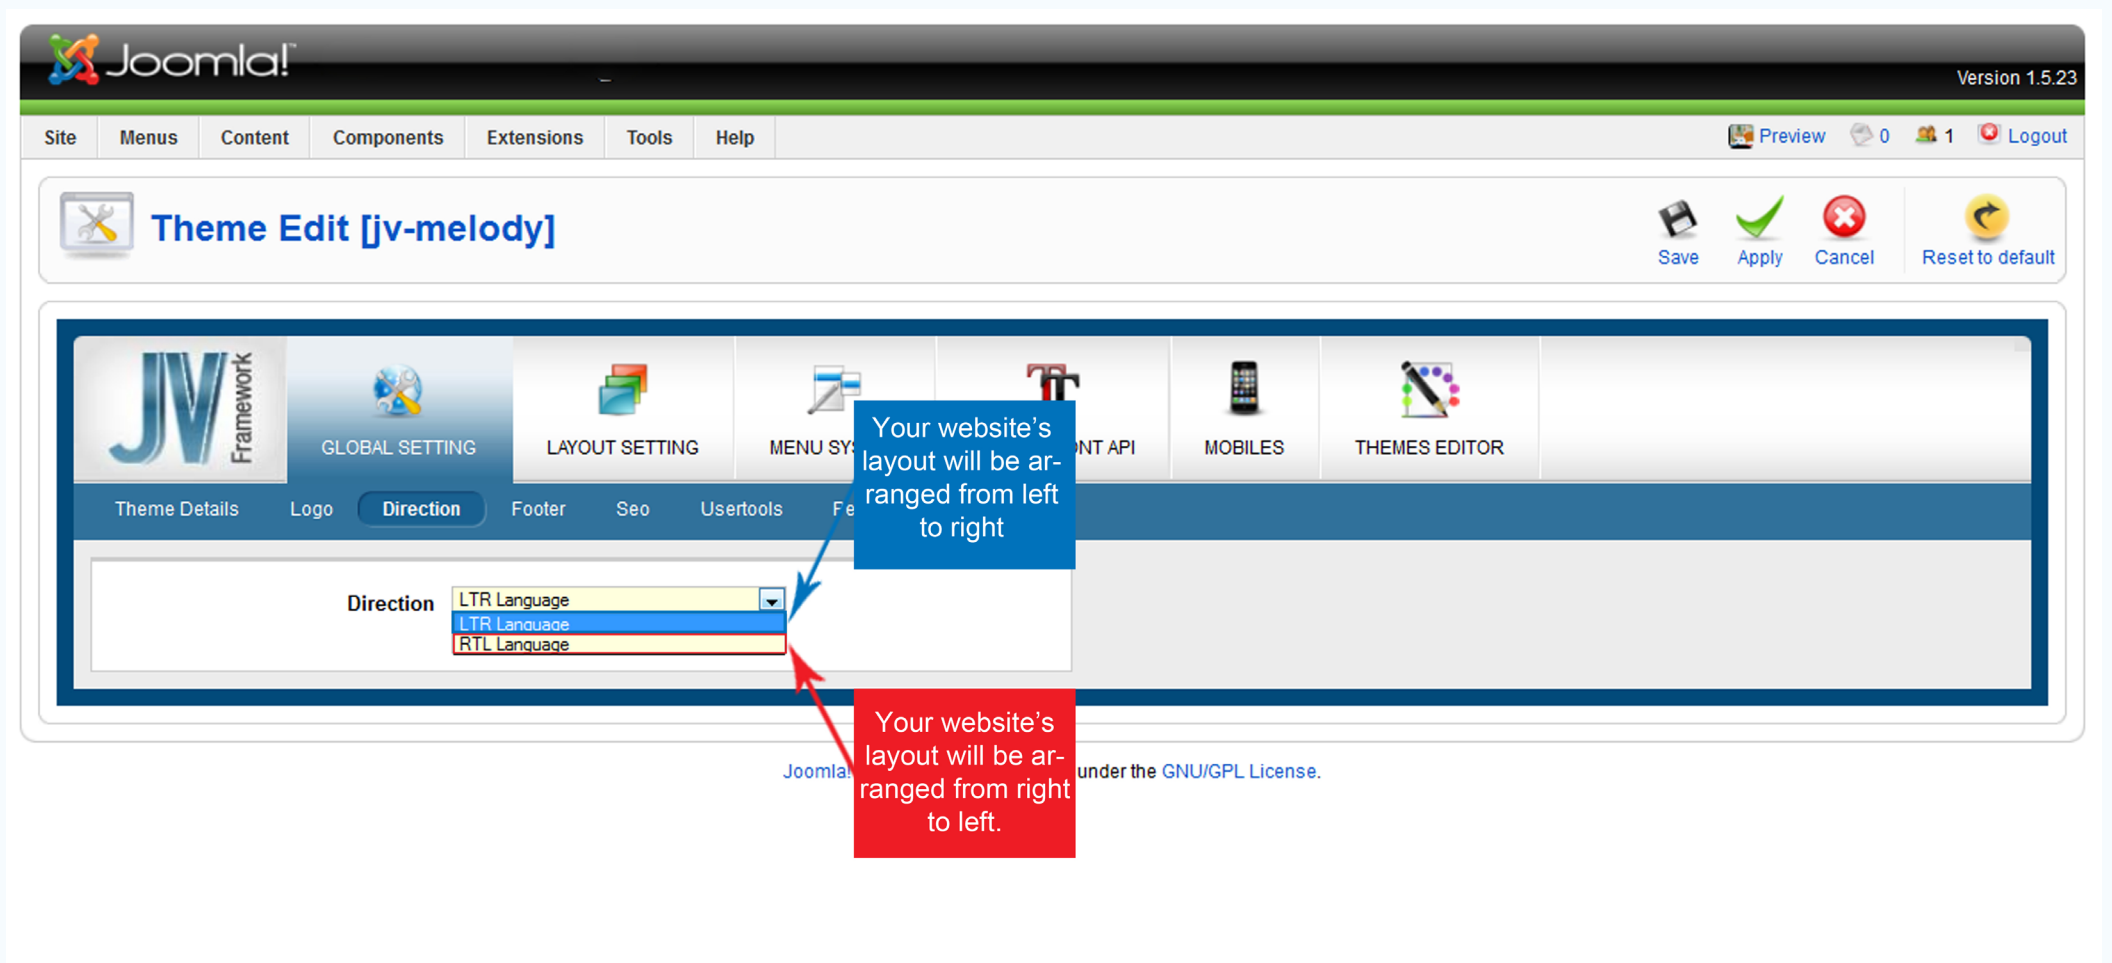 Joomla!™
Version 1.5.23
Site Menus Content Components Extensions Tools Help
Preview 0 1 Logout
Theme Edit [jv-melody]
Save Apply Cancel Reset to default
JV Framework
GLOBAL SETTING LAYOUT SETTING MENU SY NT API MOBILES THEMES EDITOR
Theme Details Logo Direction Footer Seo Usertools Fe
Your website's
layout will be ar-
ranged from left
to right
Direction LTR Language
LTR Language
RTL Language
Your website's
layout will be ar-
ranged from right
to left.
Joomla! under the GNU/GPL License.